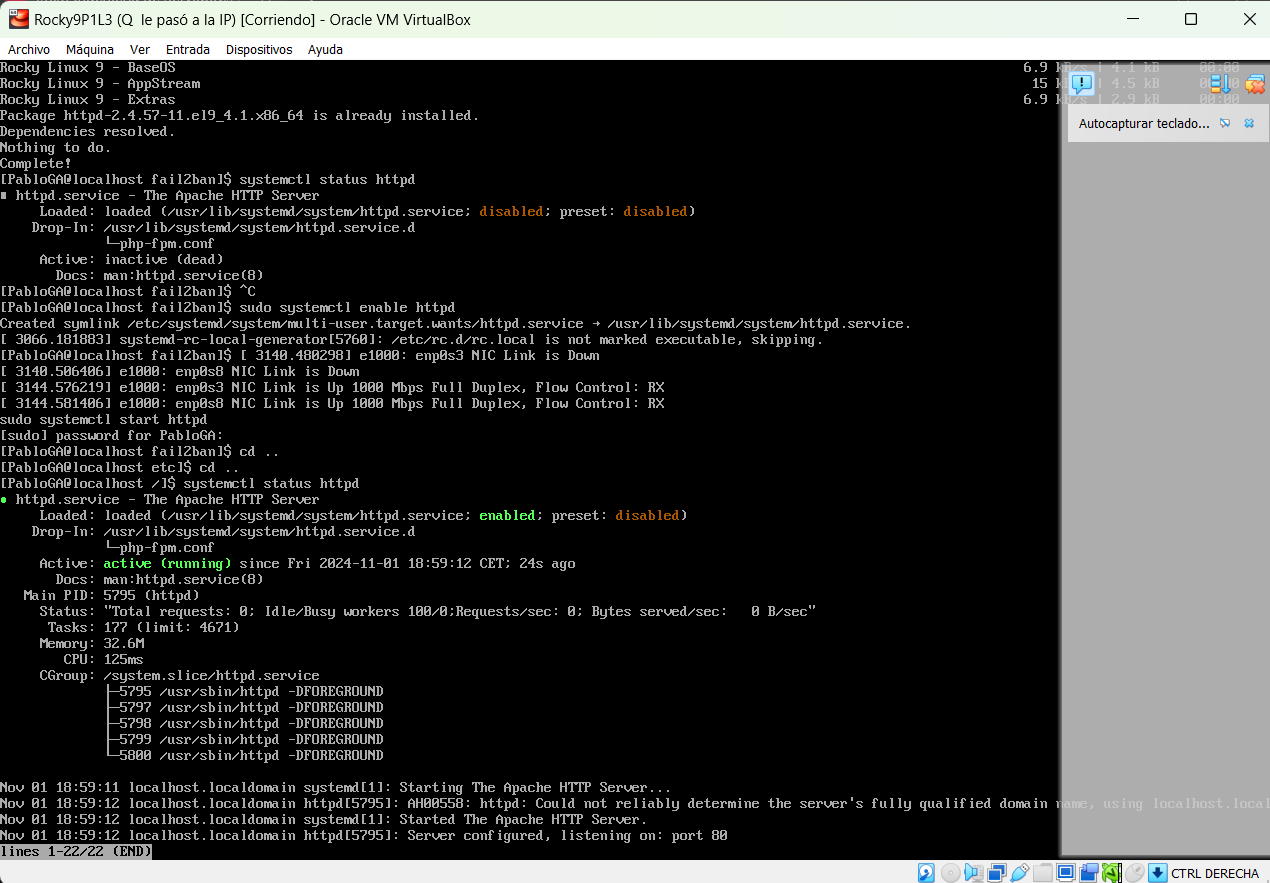 Rocky9P1L3 (Q le pasó a la IP) [Corriendo] - Oracle VM VirtualBox
Archivo Máquina Ver Entrada Dispositivos Ayuda
Rocky Linux 9 - BaseOS 6.9 kB/s | 4.1 kB 00:00
Rocky Linux 9 - AppStream 15 kB/s | 4.5 kB 00:00
Rocky Linux 9 - Extras 6.9 kB/s | 2.9 kB 00:00
Autocapturar teclado...
Package httpd-2.4.57-11.el9_4.1.x86_64 is already installed.
Dependencies resolved.
Nothing to do.
Complete!
[PabloGA@localhost fail2ban]$ systemctl status httpd
httpd.service - The Apache HTTP Server
Loaded: loaded (/usr/lib/systemd/system/httpd.service; disabled; preset: disabled)
Drop-In: /usr/lib/systemd/system/httpd.service.d
└─php-fpm.conf
Active: inactive (dead)
Docs: man:httpd.service(8)
[PabloGA@localhost fail2ban]$ ^C
[PabloGA@localhost fail2ban]$ sudo systemctl enable httpd
Created symlink /etc/systemd/system/multi-user.target.wants/httpd.service → /usr/lib/systemd/system/httpd.service.
[ 3066.181883] systemd-rc-local-generator[5760]: /etc/rc.d/rc.local is not marked executable, skipping.
[PabloGA@localhost fail2ban]$ [ 3140.480298] e1000: enp0s3 NIC Link is Down
[ 3140.506406] e1000: enp0s8 NIC Link is Down
[ 3144.576219] e1000: enp0s3 NIC Link is Up 1000 Mbps Full Duplex, Flow Control: RX
[ 3144.581406] e1000: enp0s8 NIC Link is Up 1000 Mbps Full Duplex, Flow Control: RX
sudo systemctl start httpd
[sudo] password for PabloGA:
[PabloGA@localhost fail2ban]$ cd ..
[PabloGA@localhost etc]$ cd ..
[PabloGA@localhost /]$ systemctl status httpd
● httpd.service - The Apache HTTP Server
Loaded: loaded (/usr/lib/systemd/system/httpd.service; enabled; preset: disabled)
Drop-In: /usr/lib/systemd/system/httpd.service.d
└─php-fpm.conf
Active: active (running) since Fri 2024-11-01 18:59:12 CET; 24s ago
Docs: man:httpd.service(8)
Main PID: 5795 (httpd)
Status: "Total requests: 0; Idle/Busy workers 100/0;Requests/sec: 0; Bytes served/sec: 0 B/sec"
Tasks: 177 (limit: 4671)
Memory: 32.6M
CPU: 125ms
CGroup: /system.slice/httpd.service
├─5795 /usr/sbin/httpd -DFOREGROUND
├─5797 /usr/sbin/httpd -DFOREGROUND
├─5798 /usr/sbin/httpd -DFOREGROUND
├─5799 /usr/sbin/httpd -DFOREGROUND
└─5800 /usr/sbin/httpd -DFOREGROUND
Nov 01 18:59:11 localhost.localdomain systemd[1]: Starting The Apache HTTP Server...
Nov 01 18:59:12 localhost.localdomain httpd[5795]: AH00558: httpd: Could not reliably determine the server's fully qualified domain name, using localhost.local
Nov 01 18:59:12 localhost.localdomain systemd[1]: Started The Apache HTTP Server.
Nov 01 18:59:12 localhost.localdomain httpd[5795]: Server configured, listening on: port 80
lines 1-22/22 (END)
CTRL DERECHA